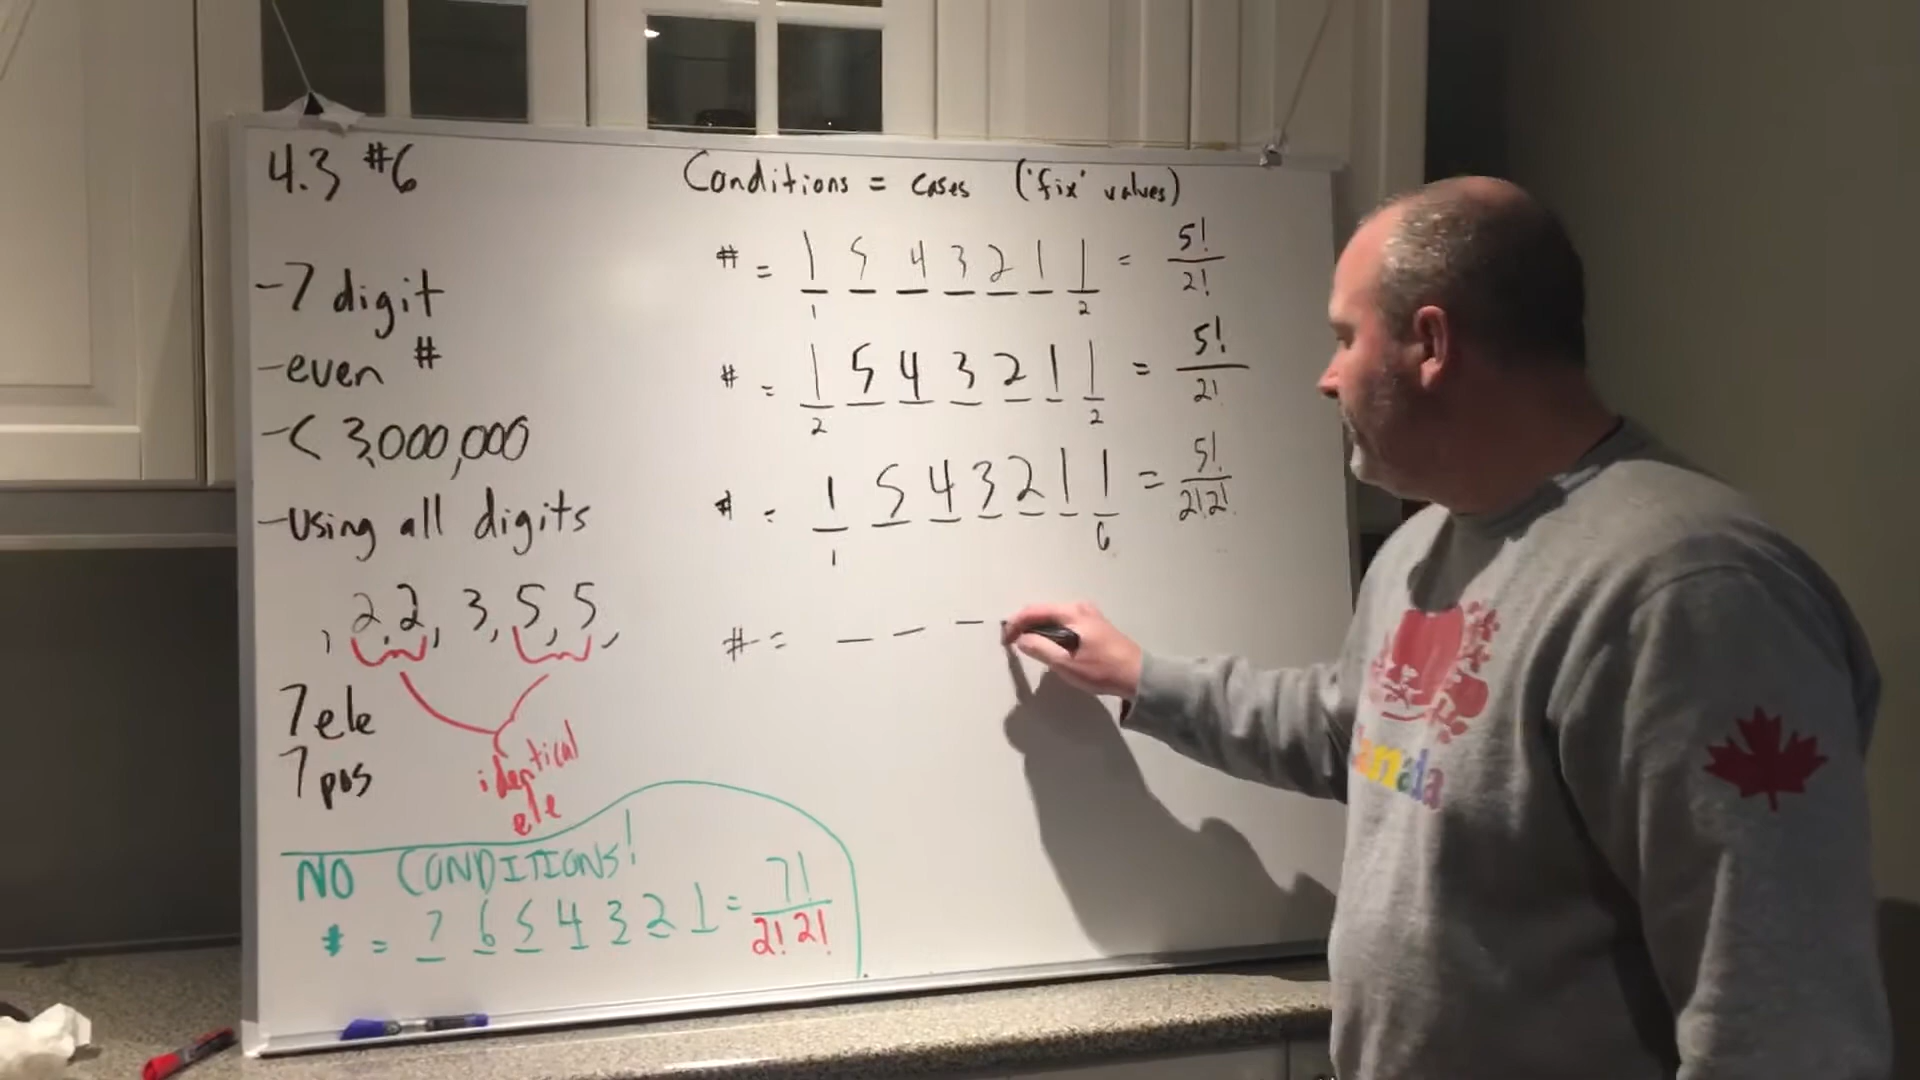 4.3 #6
-7 digit
-even #
-< 3,000,000
-using all digits
, 2, 2, 3, 5, 5,
7 ele
7 pos
identical
ele
NO CONDITIONS!
# = 7 6 5 4 3 2 1 = 7! / 2! 2!
Conditions = cases ('fix' values)
# = 1 5 4 3 2 1 1 = 5! / 2!
1 2
# = 1 5 4 3 2 1 1 = 5! / 2!
2 2
# = 1 5 4 3 2 1 1 = 5! / 2!2!
1 6
# = _ _ _
Canada